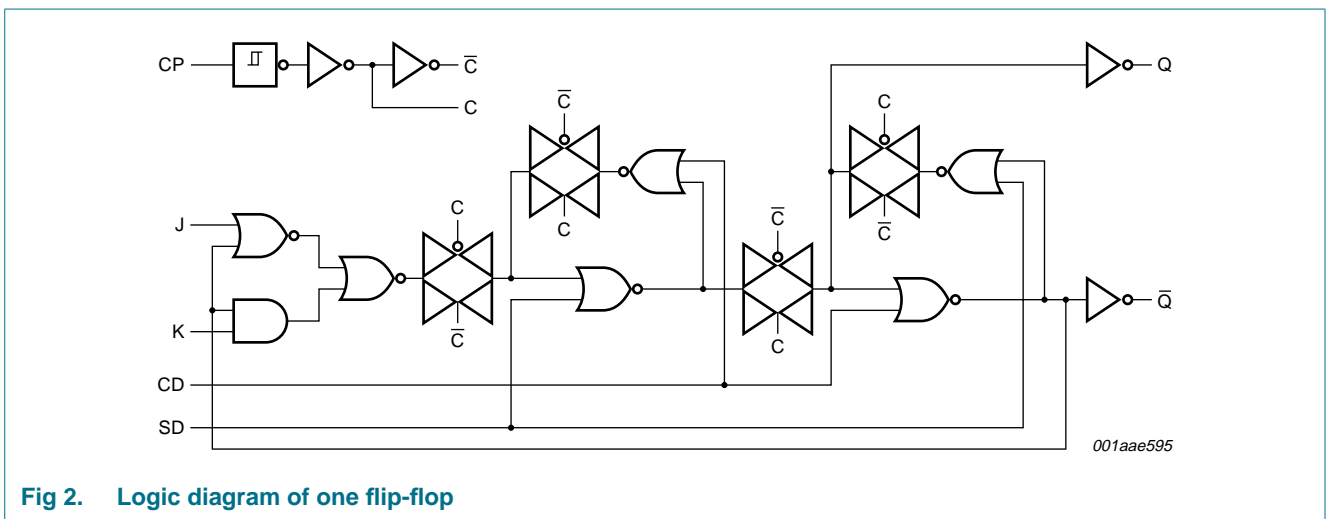 CP
C̅
C
Q
C̅
C
C
C̅
J
C
C̅
K
C̅
C
Q̅
CD
SD
001aae595
Fig 2. Logic diagram of one flip-flop